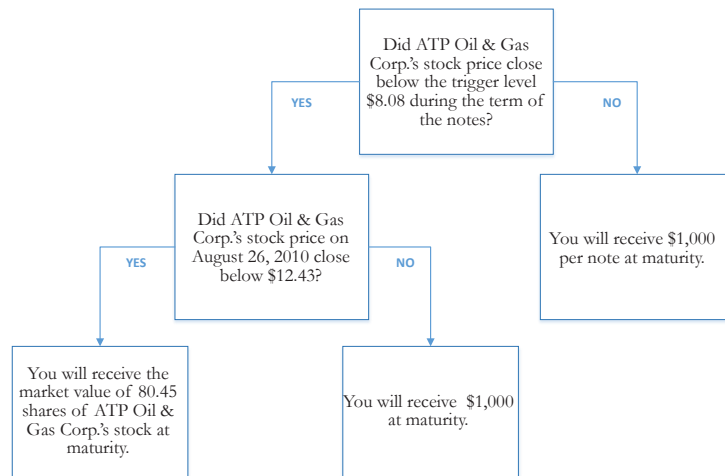 Did ATP Oil & Gas
Corp.'s stock price close
below the trigger level
$8.08 during the term of
the notes?
YES
NO
Did ATP Oil & Gas
Corp.'s stock price on
August 26, 2010 close
below $12.43?
You will receive $1,000
per note at maturity.
YES
NO
You will receive the
market value of 80.45
shares of ATP Oil &
Gas Corp.'s stock at
maturity.
You will receive $1,000
at maturity.